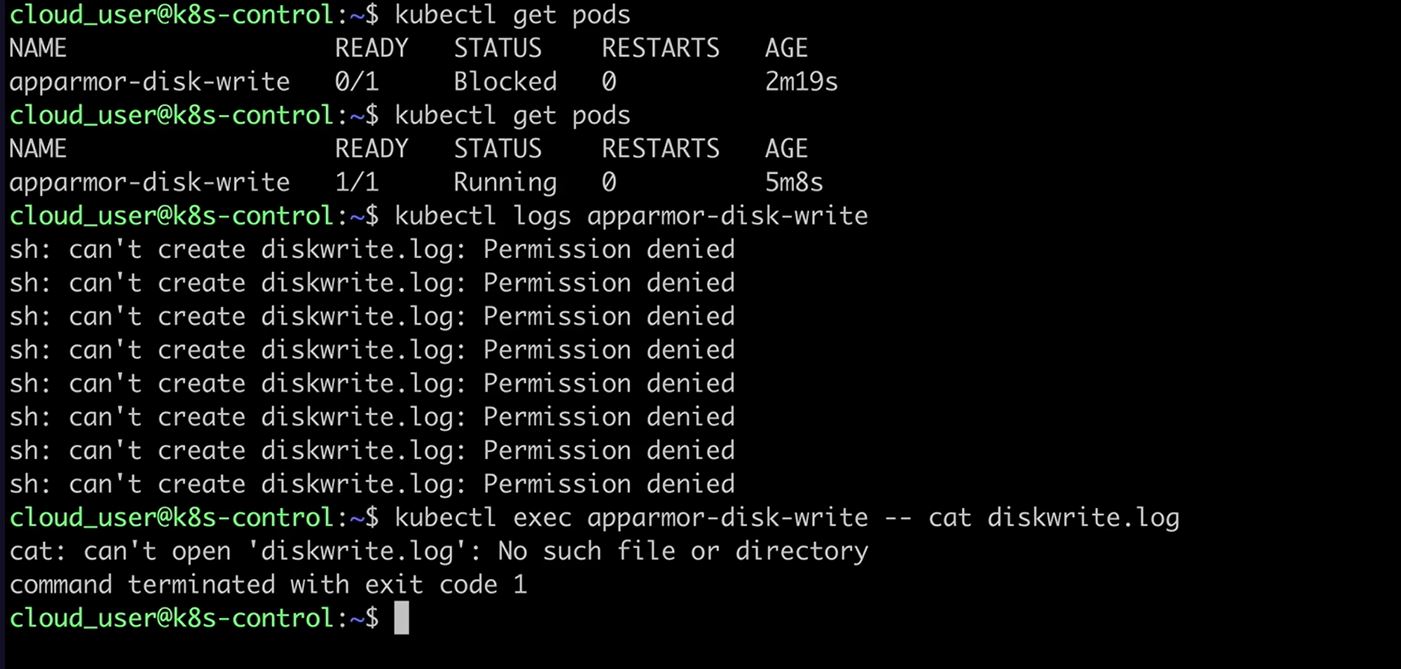 cloud_user@k8s-control:~$ kubectl get pods
NAME                  READY   STATUS    RESTARTS   AGE
apparmor-disk-write   0/1     Blocked   0          2m19s
cloud_user@k8s-control:~$ kubectl get pods
NAME                  READY   STATUS    RESTARTS   AGE
apparmor-disk-write   1/1     Running   0          5m8s
cloud_user@k8s-control:~$ kubectl logs apparmor-disk-write
sh: can't create diskwrite.log: Permission denied
sh: can't create diskwrite.log: Permission denied
sh: can't create diskwrite.log: Permission denied
sh: can't create diskwrite.log: Permission denied
sh: can't create diskwrite.log: Permission denied
sh: can't create diskwrite.log: Permission denied
sh: can't create diskwrite.log: Permission denied
sh: can't create diskwrite.log: Permission denied
cloud_user@k8s-control:~$ kubectl exec apparmor-disk-write -- cat diskwrite.log
cat: can't open 'diskwrite.log': No such file or directory
command terminated with exit code 1
cloud_user@k8s-control:~$